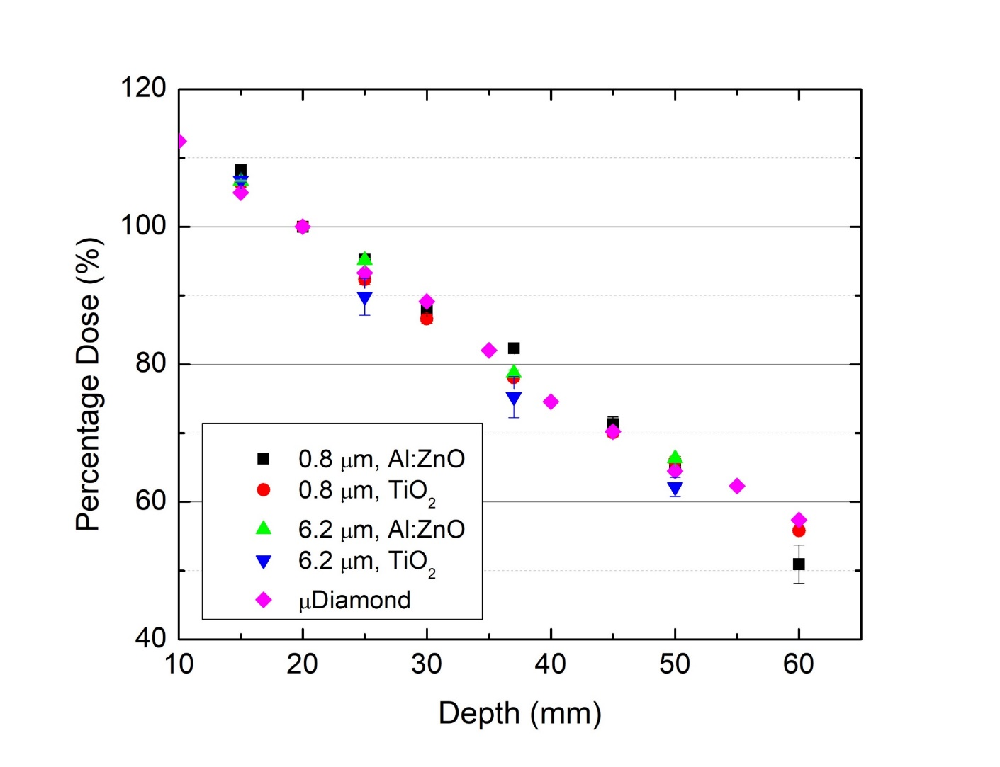 120
100
80
60
40
Percentage Dose (%)
0.8 μm, Al:ZnO
0.8 μm, TiO₂
6.2 μm, Al:ZnO
6.2 μm, TiO₂
μDiamond
10 20 30 40 50 60
Depth (mm)